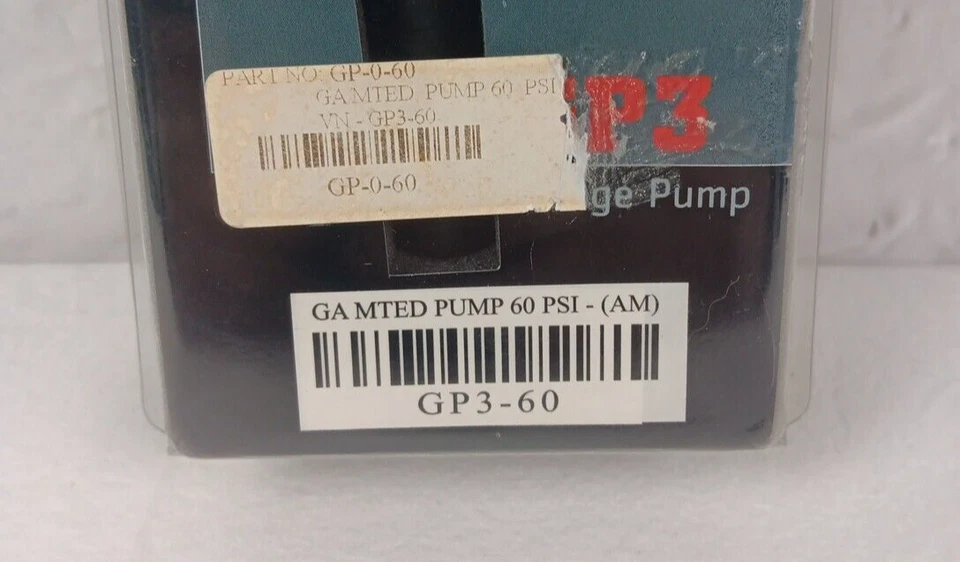 PART NO: GP-0-60
GA MTED PUMP 60 PSI
VN - GP3-60
GP-0-60
P3
ge Pump
GA MTED PUMP 60 PSI - (AM)
GP3-60